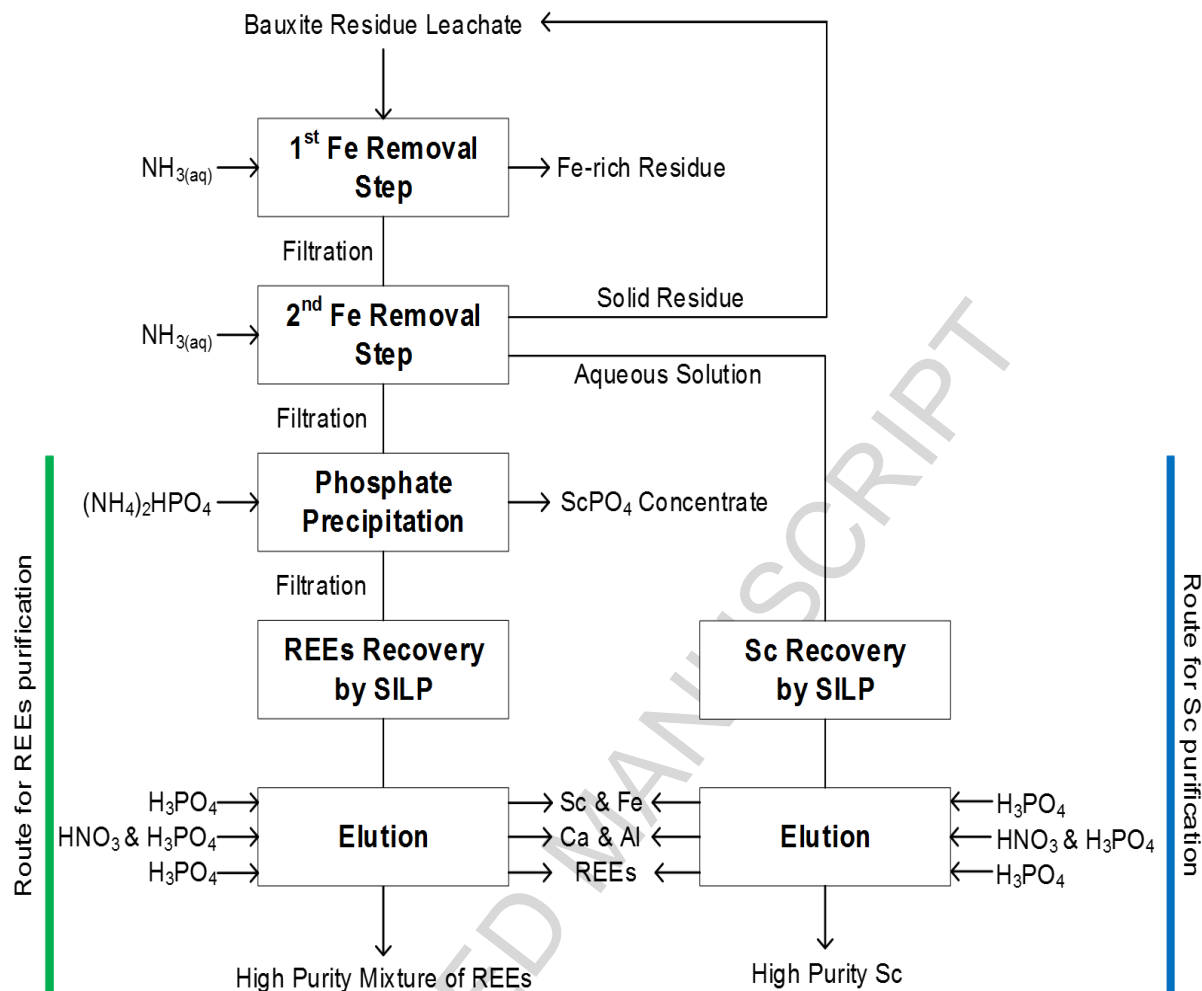 Bauxite Residue Leachate
1st Fe Removal
Step
NH3(aq)
Fe-rich Residue
Filtration
2nd Fe Removal
Step
NH3(aq)
Solid Residue
Aqueous Solution
Filtration
Phosphate
Precipitation
(NH4)2HPO4
ScPO4 Concentrate
Filtration
REEs Recovery
by SILP
Sc Recovery
by SILP
H3PO4
HNO3 & H3PO4
H3PO4
Elution
Sc & Fe
Ca & Al
REEs
Elution
H3PO4
HNO3 & H3PO4
H3PO4
High Purity Mixture of REEs
High Purity Sc
Route for REEs purification
Route for Sc purification
ED MANUSCRIPT